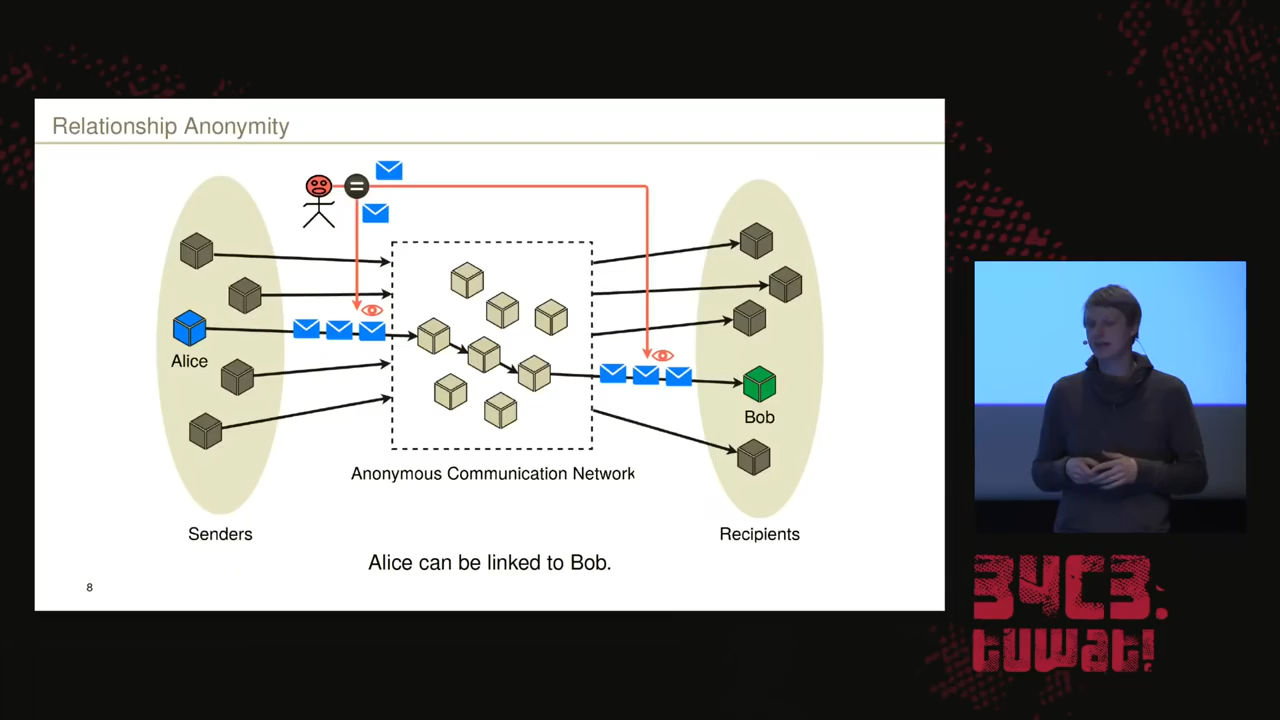 Relationship Anonymity
Alice
Bob
Anonymous Communication Network
Senders
Recipients
Alice can be linked to Bob.
8
34C3.
tuwat!